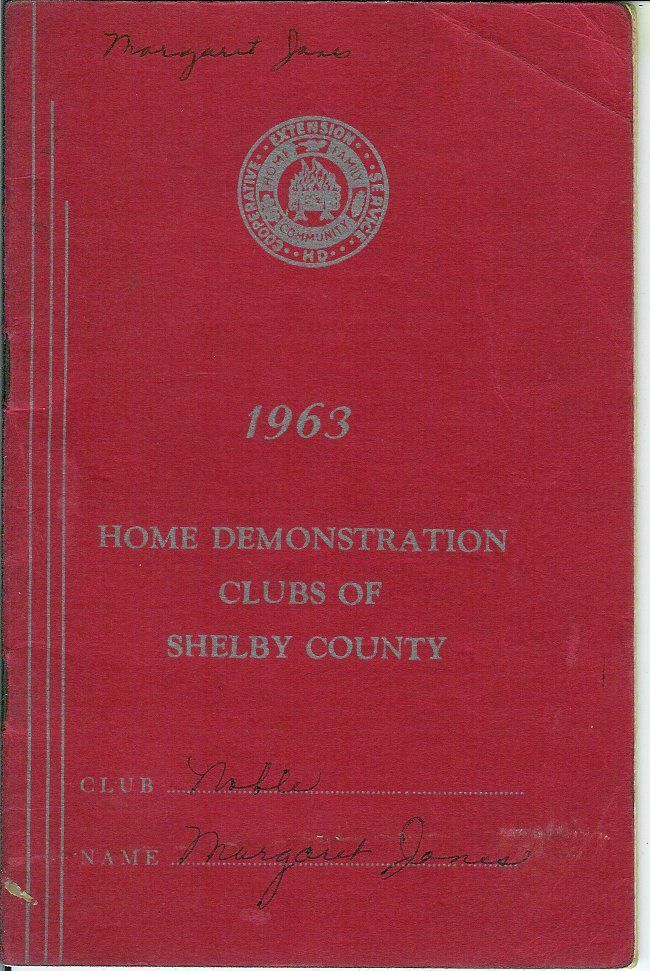 Margaret Jones
COOPERATIVE · EXTENSION · SERVICE
HOME FAMILY
COMMUNITY
HD
1963
HOME DEMONSTRATION
CLUBS OF
SHELBY COUNTY
CLUB Noble
NAME Margaret Jones